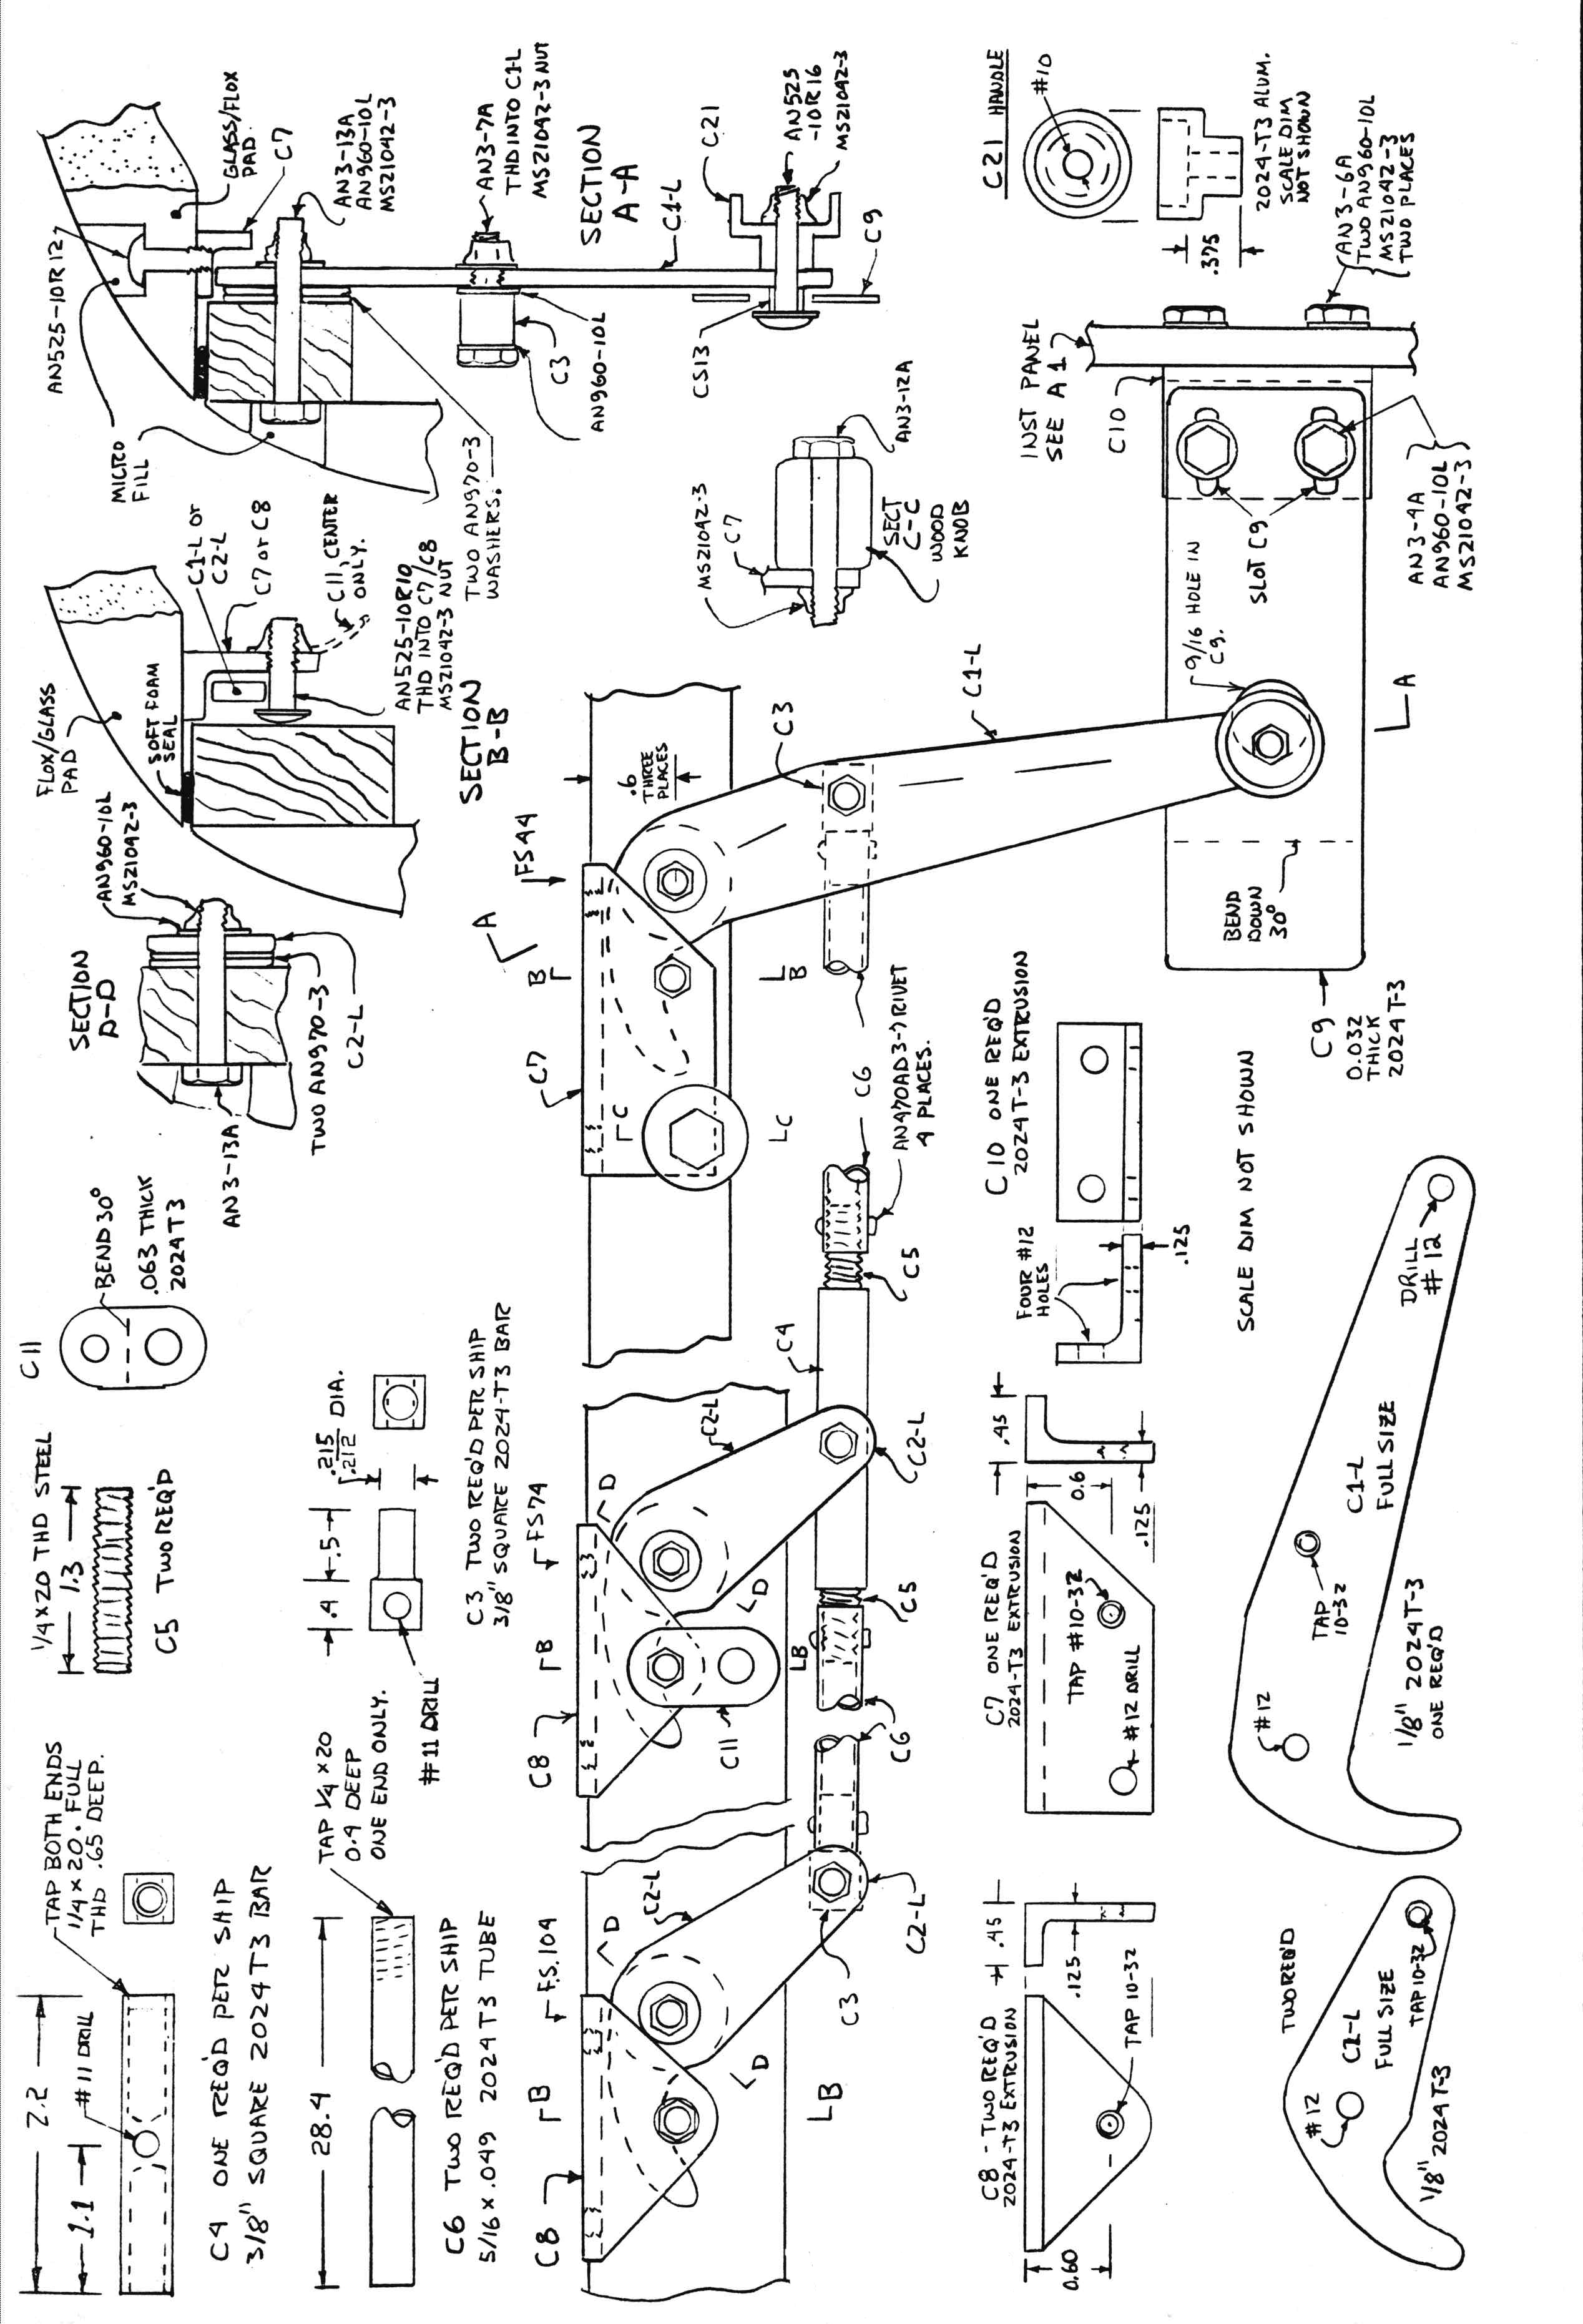 2.2
1.1
#11 DRILL
TAP BOTH ENDS
1/4 x 20. FULL
THD .65 DEEP.
C4 ONE REQ'D PER SHIP
3/8" SQUARE 2024T3 BAR
28.4
TAP 1/4 x 20
0.4 DEEP
ONE END ONLY.
C6 TWO REQ'D PER SHIP
5/16 x .049 2024T3 TUBE
1/4 x 20 THD STEEL
1.3
C5 TWO REQ'D
.4
.5
.215
.212 DIA.
#11 DRILL
C3 TWO REQ'D PER SHIP
3/8" SQUARE 2024-T3 BAR
C11
BEND 30°
.063 THICK
2024T3
SECTION
D-D
AN960-10L
MS21042-3
AN3-13A
TWO AN970-3
C2-L
FLOX/GLASS
PAD
SOFT FOAM
SEAL
C1-L or
C2-L
C7 or C8
C11, CENTER
ONLY.
AN525-10R10
THD INTO C7/C8
MS21042-3 NUT
SECTION
B-B
AN525-10R12
MICRO
FILL
GLASS/FLOX
PAD
C7
AN3-13A
AN960-10L
MS21042-3
TWO AN970-3
WASHERS.
AN3-7A
THD INTO C1-L
MS21042-3 NUT
C3
AN960-10L
SECTION
A-A
C1-L
CS13
C21
AN525
-10R16
MS21042-3
C9
C8
B
F.S. 104
D
C2-L
D
B
C3
C2-L
C8
B
FS74
D
C2-L
C11
D
B
C6
C5
C4
C2-L
C7
C
C
B
B
A
FS44
.6
THREE
PLACES
C5
C6
AN470AD3-7 RIVET
4 PLACES.
C6
C3
C1-L
MS21042-3
C7
AN3-12A
SECT
C-C
WOOD
KNOB
A
C8 - TWO REQ'D
2024-T3 EXTRUSION
.45
.125
0.60
TAP 10-32
C7 ONE REQ'D
2024-T3 EXTRUSION
TAP #10-32
#12 DRILL
0.6
.45
.125
C10 ONE REQ'D
2024T-3 EXTRUSION
FOUR #12
HOLES
.125
SCALE DIM NOT SHOWN
BEND
DOWN
30°
C9
0.032
THICK
2024T-3
9/16 HOLE IN
C9.
SLOT C9
INST PANEL
SEE A1
C10
AN3-4A
AN960-10L
MS21042-3
AN3-6A
TWO AN960-10L
MS21042-3
TWO PLACES
C21 HANDLE
#10
.375
2024-T3 ALUM.
SCALE DIM
NOT SHOWN
TWO REQ'D
#12
C2-L
FULL SIZE
TAP 10-32
1/8" 2024T-3
#12
TAP
10-32
C1-L
FULL SIZE
DRILL
#12
1/8" 2024T-3
ONE REQ'D